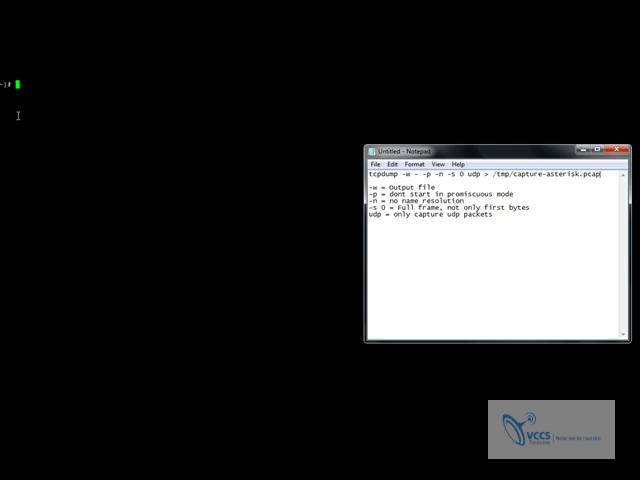 ~]#
Untitled - Notepad
File Edit Format View Help
tcpdump -w - -p -n -s 0 udp > /tmp/capture-asterisk.pcap
-w = Output file
-p = dont start in promiscuous mode
-n = no name resolution
-s 0 = Full frame, not only first bytes
udp = only capture udp packets
VCCS